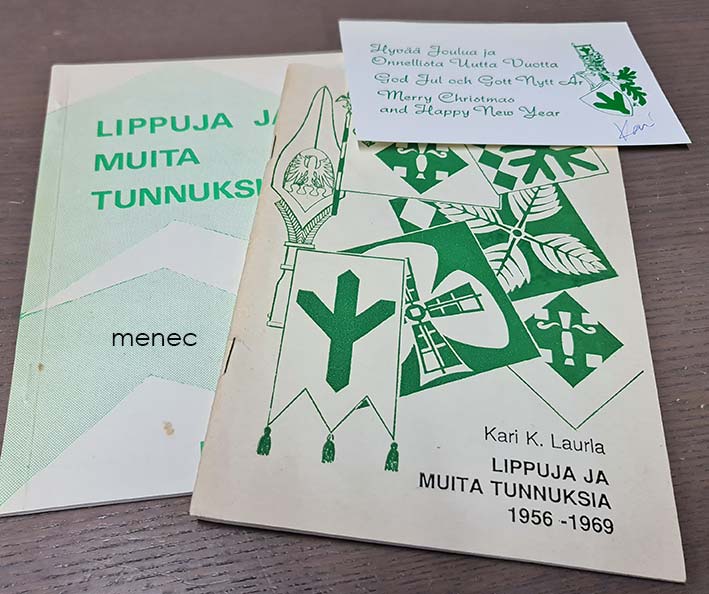 LIPPUJA JA
MUITA
TUNNUKSI
menec
Hyvää Joulua ja
Onnellista Uutta Vuotta
God Jul och Gott Nytt År
Merry Christmas
and Happy New Year
Kari
Kari K. Laurla
LIPPUJA JA
MUITA TUNNUKSIA
1956 -1969